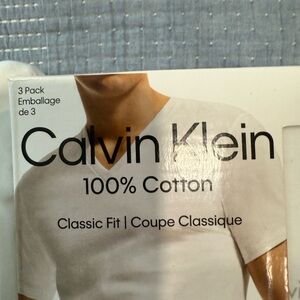 3 Pack
Emballage
de 3
Calvin Klein
100% Cotton
Classic Fit | Coupe Classique